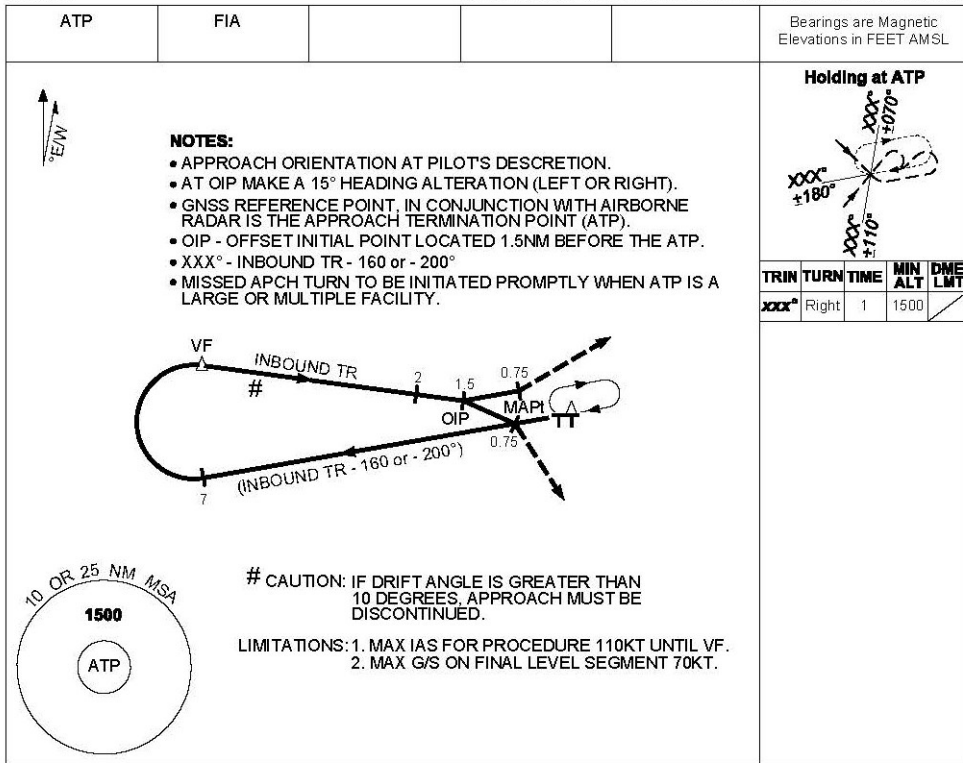 ATP
FIA
Bearings are Magnetic
Elevations in FEET AMSL
°E/W
NOTES:
• APPROACH ORIENTATION AT PILOT'S DESCRETION.
• AT OIP MAKE A 15° HEADING ALTERATION (LEFT OR RIGHT).
• GNSS REFERENCE POINT, IN CONJUNCTION WITH AIRBORNE
RADAR IS THE APPROACH TERMINATION POINT (ATP).
• OIP - OFFSET INITIAL POINT LOCATED 1.5NM BEFORE THE ATP.
• XXX° - INBOUND TR - 160 or - 200°
• MISSED APCH TURN TO BE INITIATED PROMPTLY WHEN ATP IS A
LARGE OR MULTIPLE FACILITY.
Holding at ATP
XXX°
±070°
XXX°
±180°
XXX°
±110°
TRIN TURN TIME MIN ALT DME LMT
XXX° Right 1 1500
VF
INBOUND TR
#
2
1.5
0.75
OIP
MAPt
0.75
7
(INBOUND TR - 160 or - 200°)
10 OR 25 NM MSA
1500
ATP
# CAUTION: IF DRIFT ANGLE IS GREATER THAN
10 DEGREES, APPROACH MUST BE
DISCONTINUED.
LIMITATIONS: 1. MAX IAS FOR PROCEDURE 110KT UNTIL VF.
2. MAX G/S ON FINAL LEVEL SEGMENT 70KT.